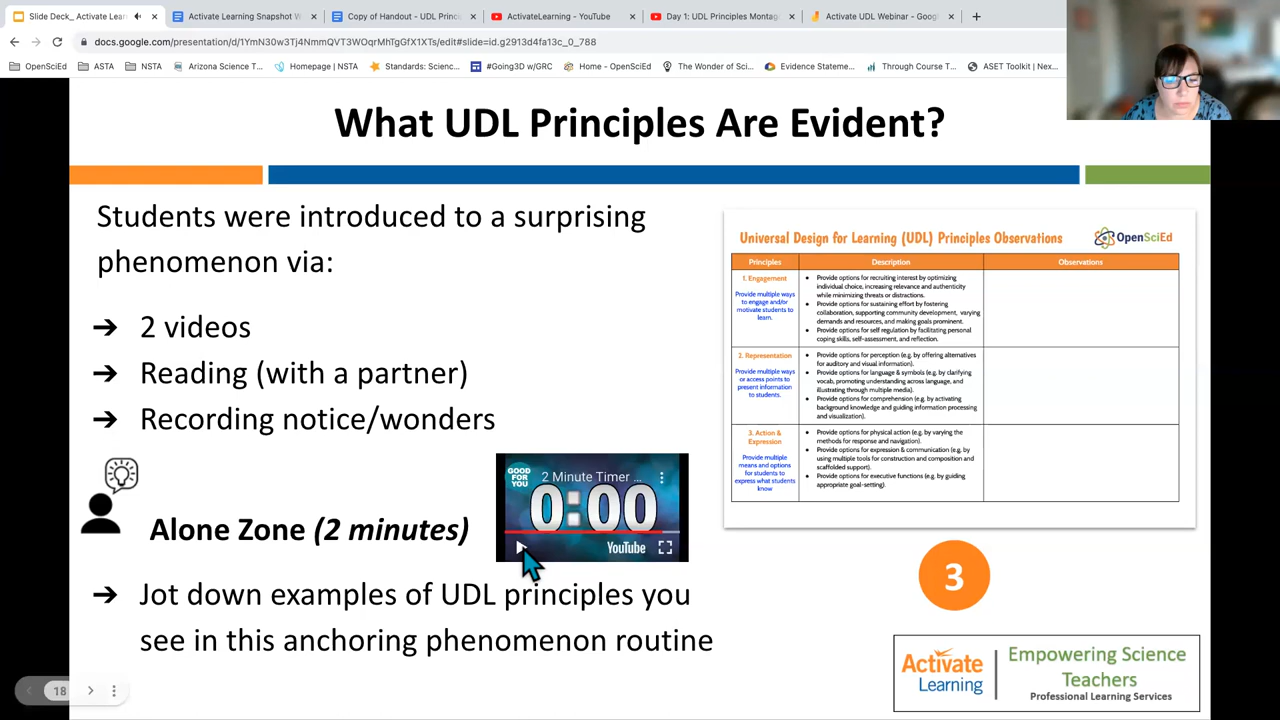 Slide Deck_ Activate Learni
Activate Learning Snapshot W
Copy of Handout - UDL Princi
ActivateLearning - YouTube
Day 1: UDL Principles Montag
Activate UDL Webinar - Googl
docs.google.com/presentation/d/1YmN30w3Tj4NmmQVT3WOqrMhTgGfX1XTs/edit#slide=id.g2913d4fa13c_0_788
OpenSciEd
ASTA
NSTA
Arizona Science T...
Homepage | NSTA
Standards: Scienc...
#Going3D w/GRC
Home - OpenSciEd
The Wonder of Sci...
Evidence Stateme...
Through Course T...
ASET Toolkit | Nex...
What UDL Principles Are Evident?
Students were introduced to a surprising
phenomenon via:
➔ 2 videos
➔ Reading (with a partner)
➔ Recording notice/wonders
Alone Zone (2 minutes)
GOOD
FOR
YOU
2 Minute Timer ...
0:00
YouTube
➔ Jot down examples of UDL principles you
see in this anchoring phenomenon routine
Universal Design for Learning (UDL) Principles Observations
OpenSciEd
Principles
Description
Observations
1. Engagement
Provide multiple ways
to engage and/or
motivate students to
learn.
• Provide options for recruiting interest by optimizing
individual choice, increasing relevance and authenticity
while minimizing threats or distractions.
• Provide options for sustaining effort by fostering
collaboration, supporting community development, varying
demands and resources, and making goals prominent.
• Provide options for self regulation by facilitating personal
coping skills, self-assessment, and reflection.
2. Representation
Provide multiple ways
or access points to
present information
to students.
• Provide options for perception (e.g. by offering alternatives
for auditory and visual information).
• Provide options for language & symbols (e.g. by clarifying
vocab, promoting understanding across language, and
illustrating through multiple media).
• Provide options for comprehension (e.g. by activating
background knowledge and guiding information processing
and visualization).
3. Action &
Expression
Provide multiple
means and options
for students to
express what students
know
• Provide options for physical action (e.g. by varying the
methods for response and navigation).
• Provide options for expression & communication (e.g. by
using multiple tools for construction and composition and
scaffolded support).
• Provide options for executive functions (e.g. by guiding
appropriate goal-setting).
3
Activate
Learning
Empowering Science
Teachers
Professional Learning Services
18